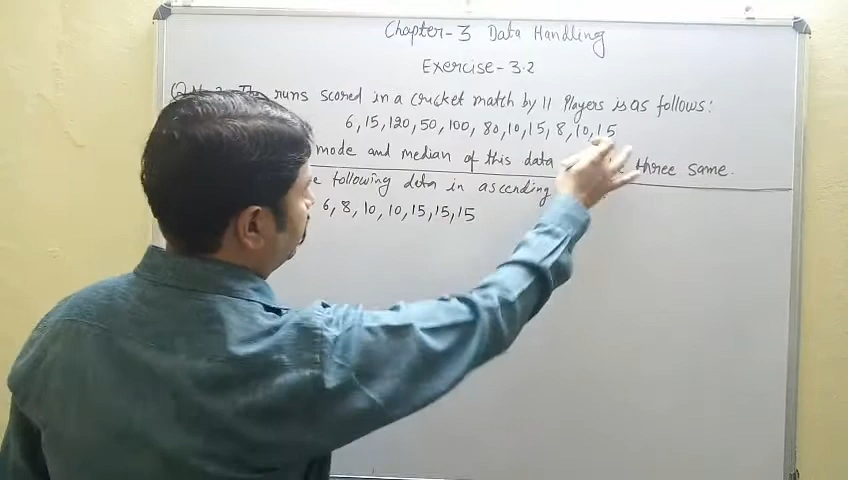 Chapter-3 Data Handling
Exercise-3.2
runs scored in a cricket match by 11 Players is as follows:
6,15,120,50,100,80,10,15,8,10,15
mode and median of this data three same.
following data in ascending
6,8,10,10,15,15,15